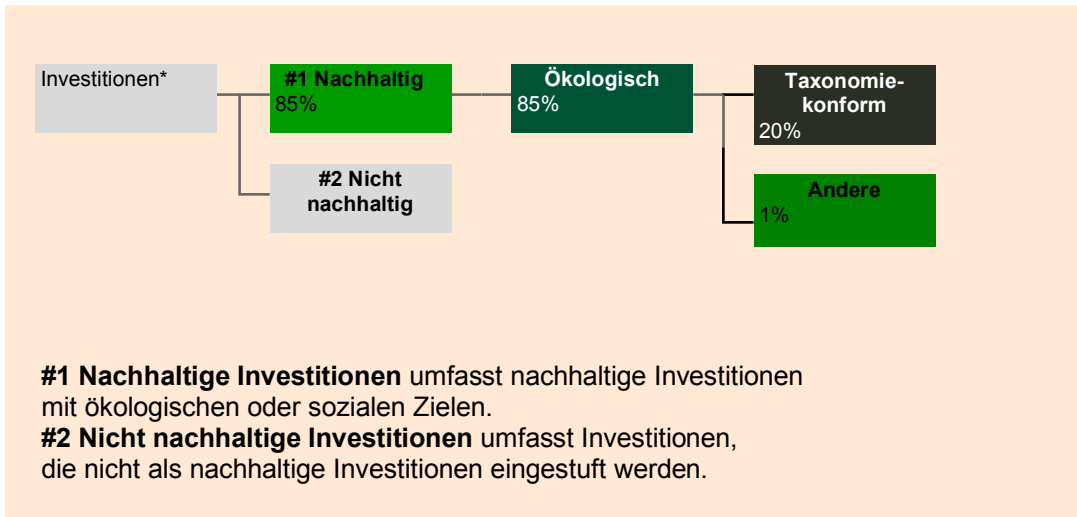 Investitionen*
#1 Nachhaltig
85%
Ökologisch
85%
Taxonomie-
konform
20%
#2 Nicht
nachhaltig
Andere
1%
#1 Nachhaltige Investitionen umfasst nachhaltige Investitionen
mit ökologischen oder sozialen Zielen.
#2 Nicht nachhaltige Investitionen umfasst Investitionen,
die nicht als nachhaltige Investitionen eingestuft werden.